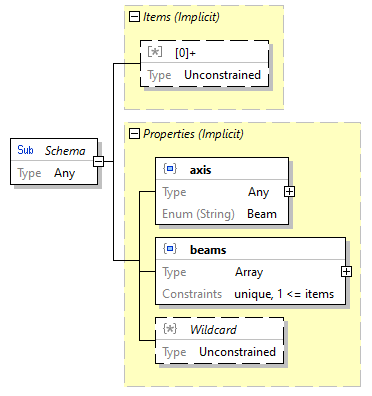 Items (Implicit)
[*] [0]+
Type Unconstrained
Sub Schema
Type Any
Properties (Implicit)
{=} axis
Type Any
Enum (String) Beam
{=} beams
Type Array
Constraints unique, 1 <= items
{*} Wildcard
Type Unconstrained